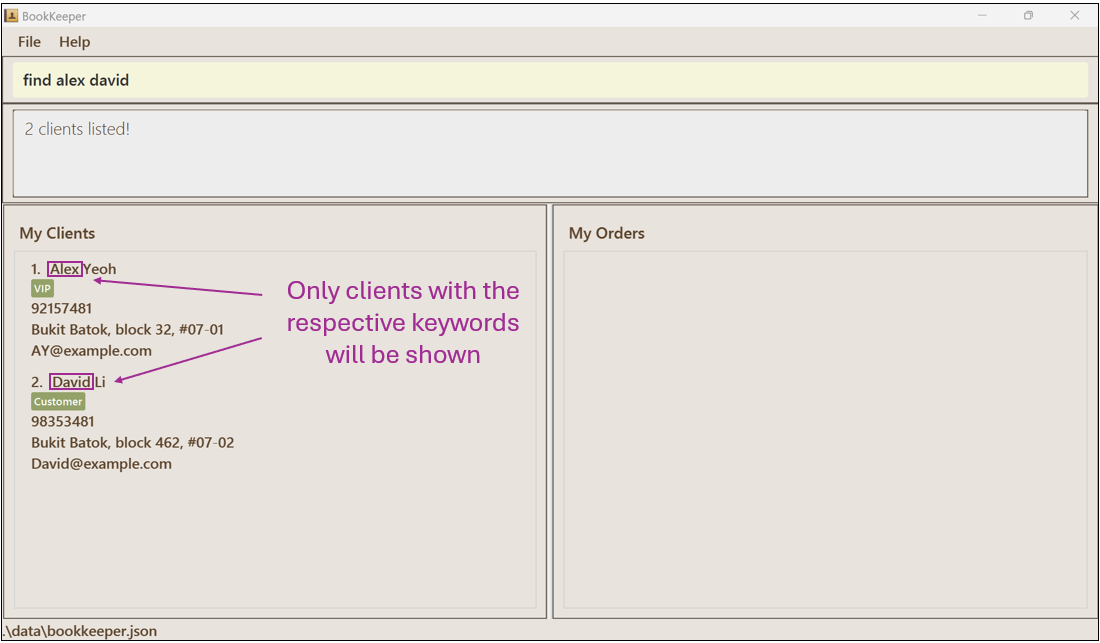 BookKeeper
File Help
find alex david
2 clients listed!
My Clients
1. Alex Yeoh
VIP
92157481
Bukit Batok, block 32, #07-01
AY@example.com
2. David Li
Customer
98353481
Bukit Batok, block 462, #07-02
David@example.com
Only clients with the
respective keywords
will be shown
My Orders
.\data\bookkeeper.json